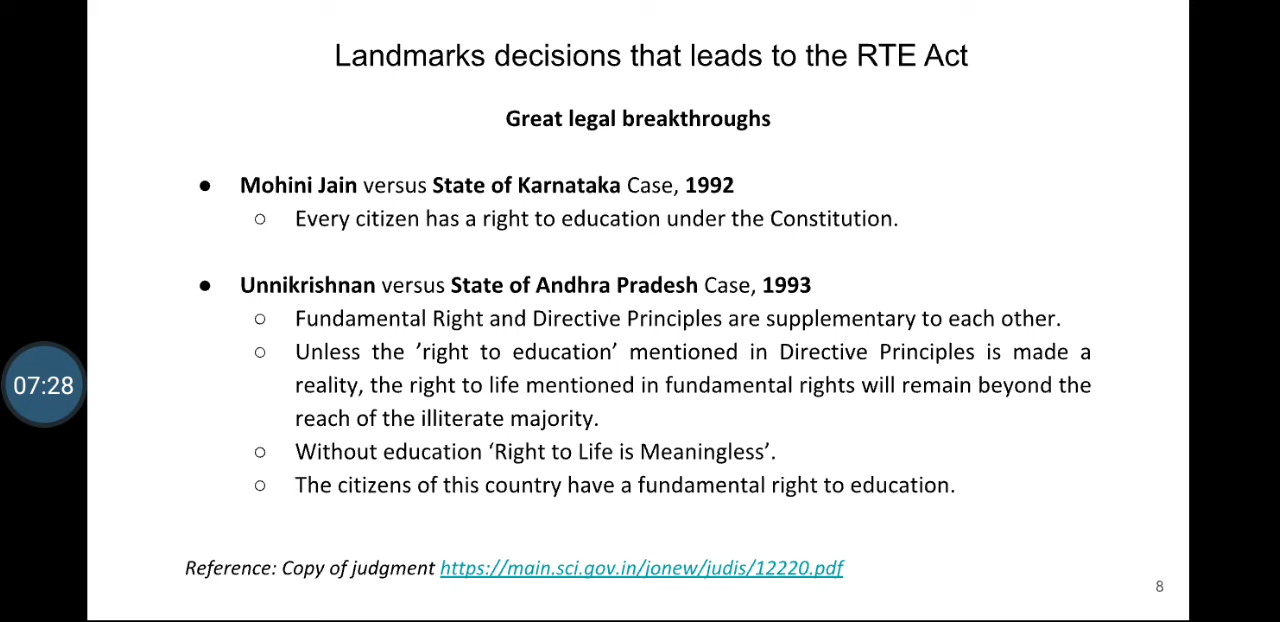 Landmarks decisions that leads to the RTE Act
Great legal breakthroughs
● Mohini Jain versus State of Karnataka Case, 1992
○ Every citizen has a right to education under the Constitution.
● Unnikrishnan versus State of Andhra Pradesh Case, 1993
○ Fundamental Right and Directive Principles are supplementary to each other.
○ Unless the ’right to education’ mentioned in Directive Principles is made a
reality, the right to life mentioned in fundamental rights will remain beyond the
reach of the illiterate majority.
07:28
○ Without education ‘Right to Life is Meaningless’.
○ The citizens of this country have a fundamental right to education.
Reference: Copy of judgment https://main.sci.gov.in/jonew/judis/12220.pdf
8